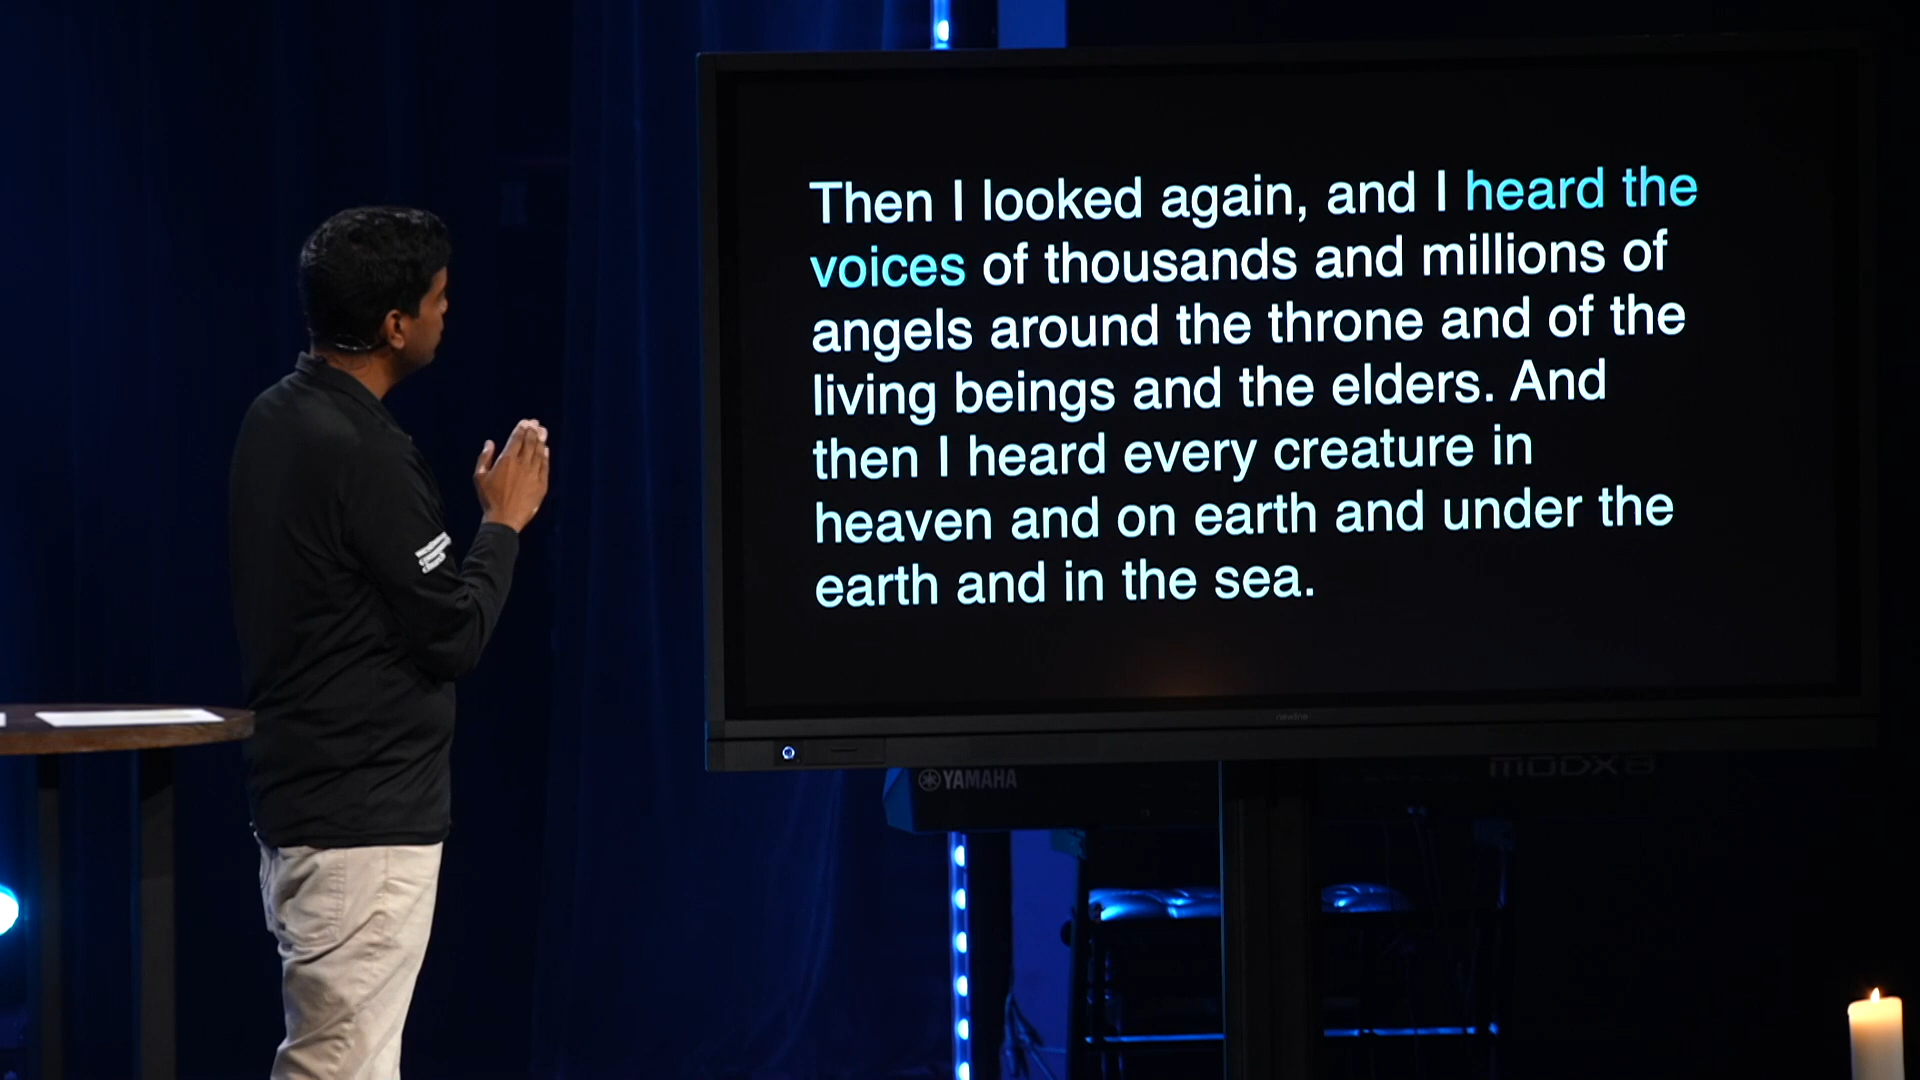 Then I looked again, and I heard the
voices of thousands and millions of
angels around the throne and of the
living beings and the elders. And
then I heard every creature in
heaven and on earth and under the
earth and in the sea.
newline
YAMAHA
MODX8